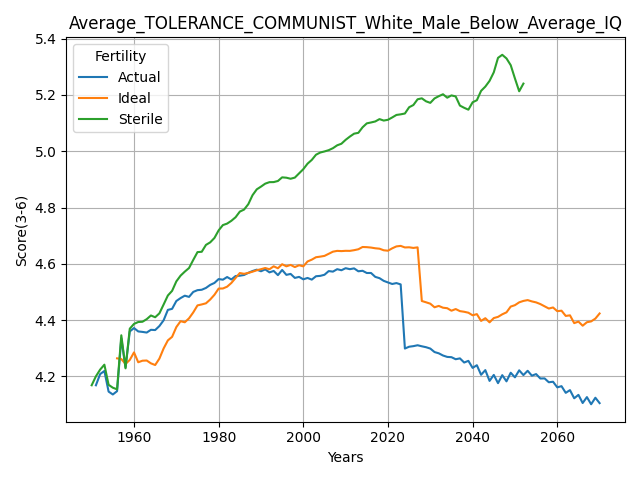 Average_TOLERANCE_COMMUNIST_White_Male_Below_Average_IQ
Fertility
Actual
Ideal
Sterile
Score(3-6)
5.4
5.2
5.0
4.8
4.6
4.4
4.2
1960 1980 2000 2020 2040 2060
Years